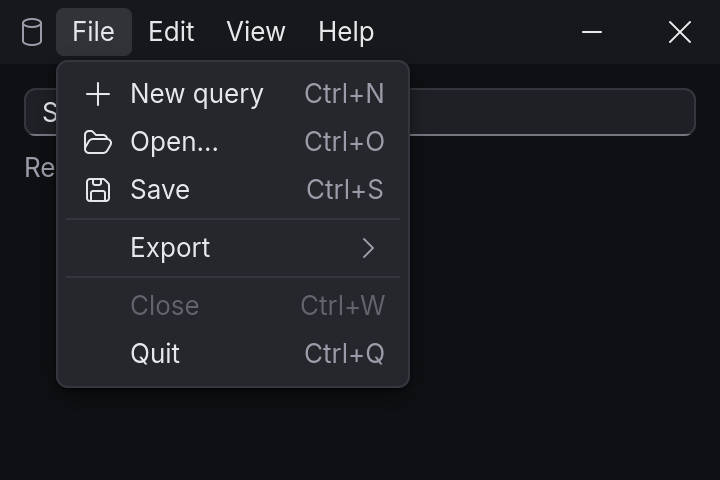 File Edit View Help
New query Ctrl+N
Open... Ctrl+O
Save Ctrl+S
Export
Close Ctrl+W
Quit Ctrl+Q